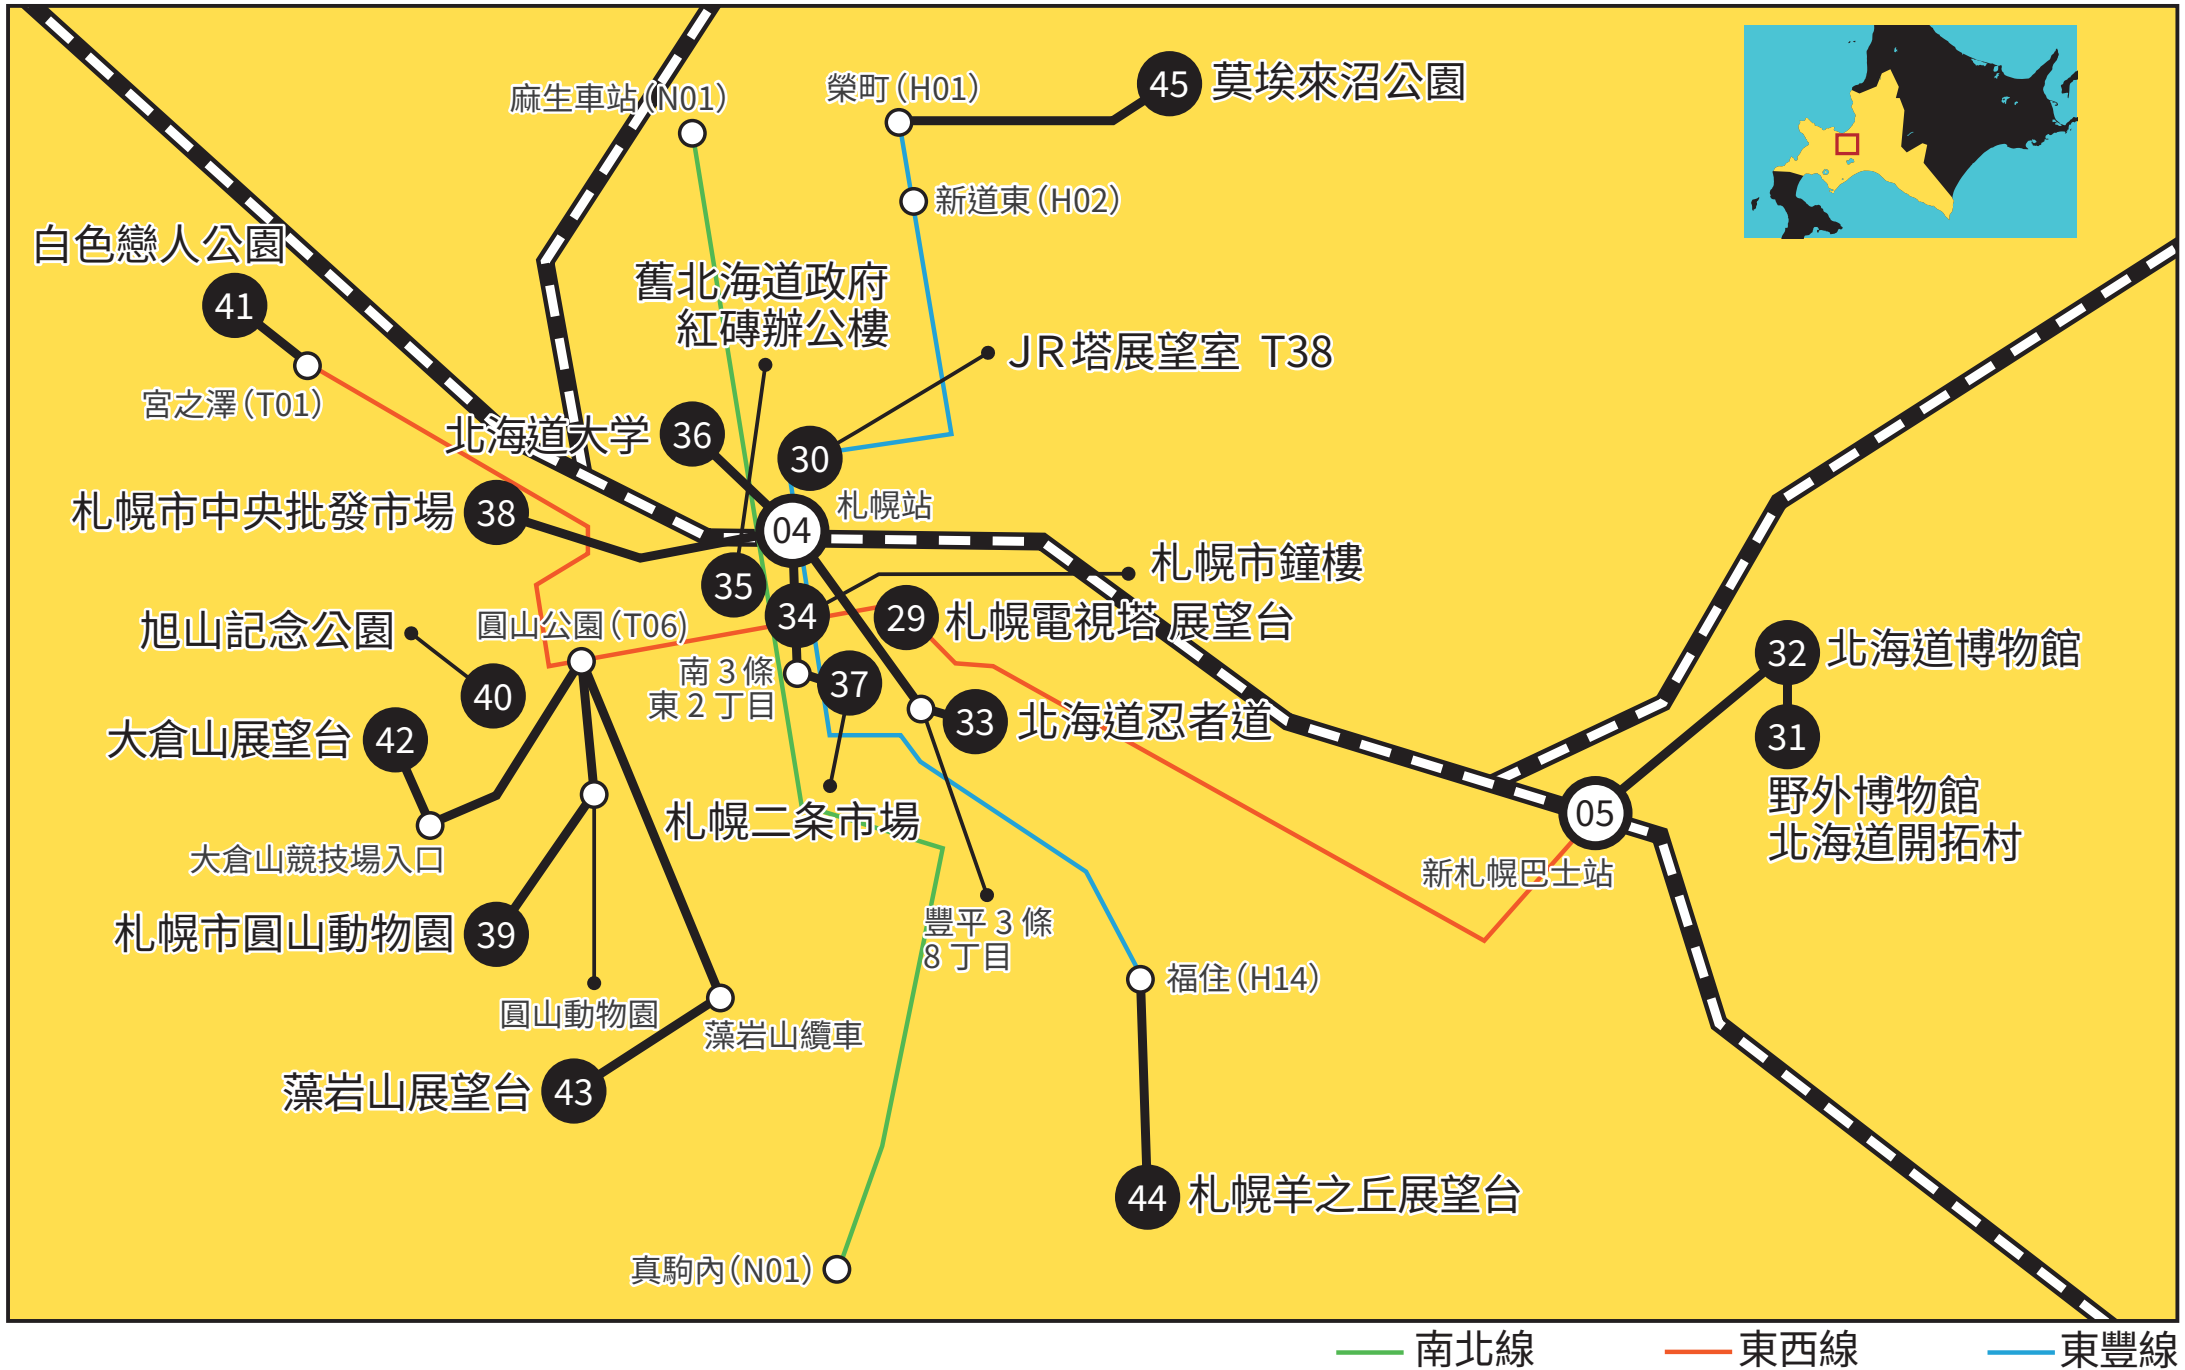 麻生車站（N01）
榮町（H01）
45
莫埃來沼公園
新道東（H02）
白色戀人公園
41
宮之澤（T01）
舊北海道政府
紅磚辦公樓
JR塔展望室 T38
北海道大学
36
30
札幌市中央批發市場
38
札幌站
04
札幌市鐘樓
35
34
29
札幌電視塔 展望台
旭山記念公園
圓山公園（T06)
40
南 3 條
東 2 丁目
37
32
北海道博物館
大倉山展望台
42
33
北海道忍者道
31
野外博物館
北海道開拓村
05
新札幌巴士站
札幌二条市場
大倉山競技場入口
札幌市圓山動物園
39
豐平 3 條
8 丁目
圓山動物園
福住（H14）
藻岩山纜車
藻岩山展望台
43
44
札幌羊之丘展望台
真駒內（N01）
南北線
東西線
東豐線